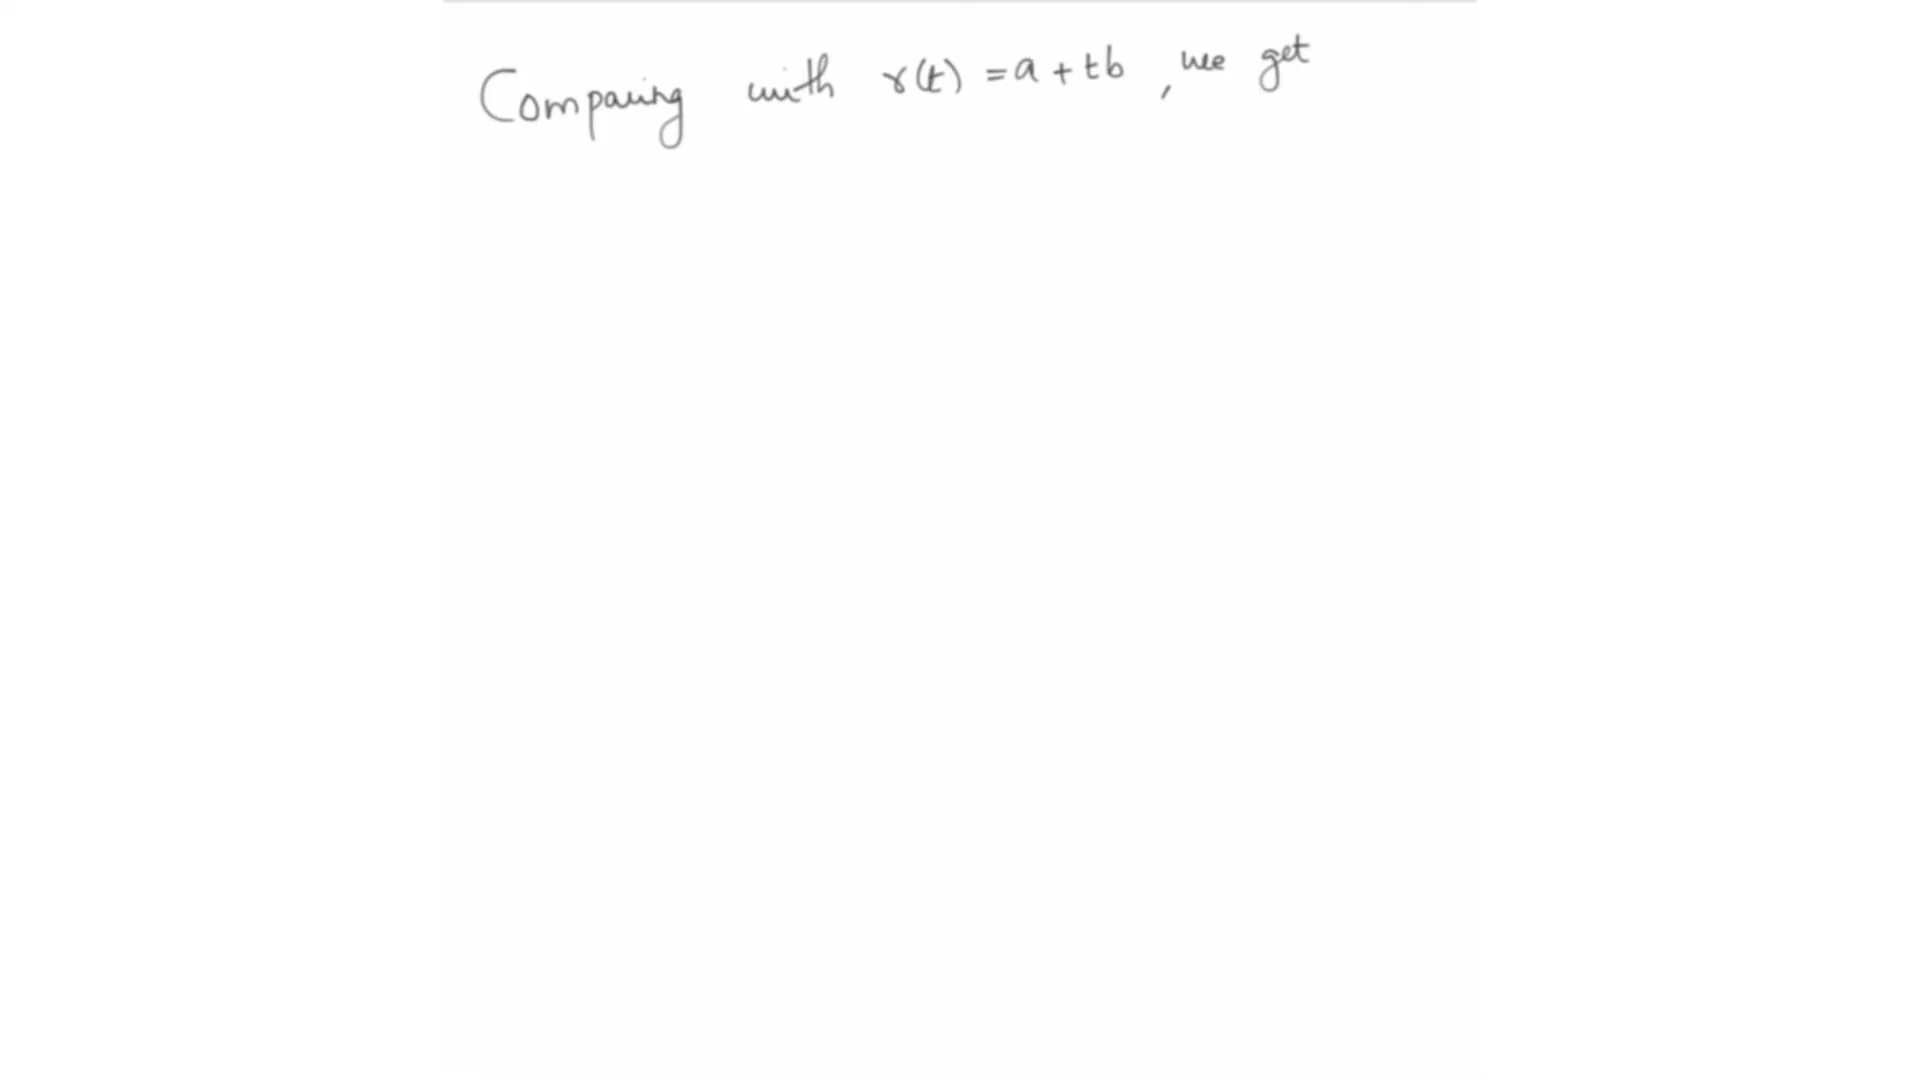 Comparing with r(t) = a + tb , we get